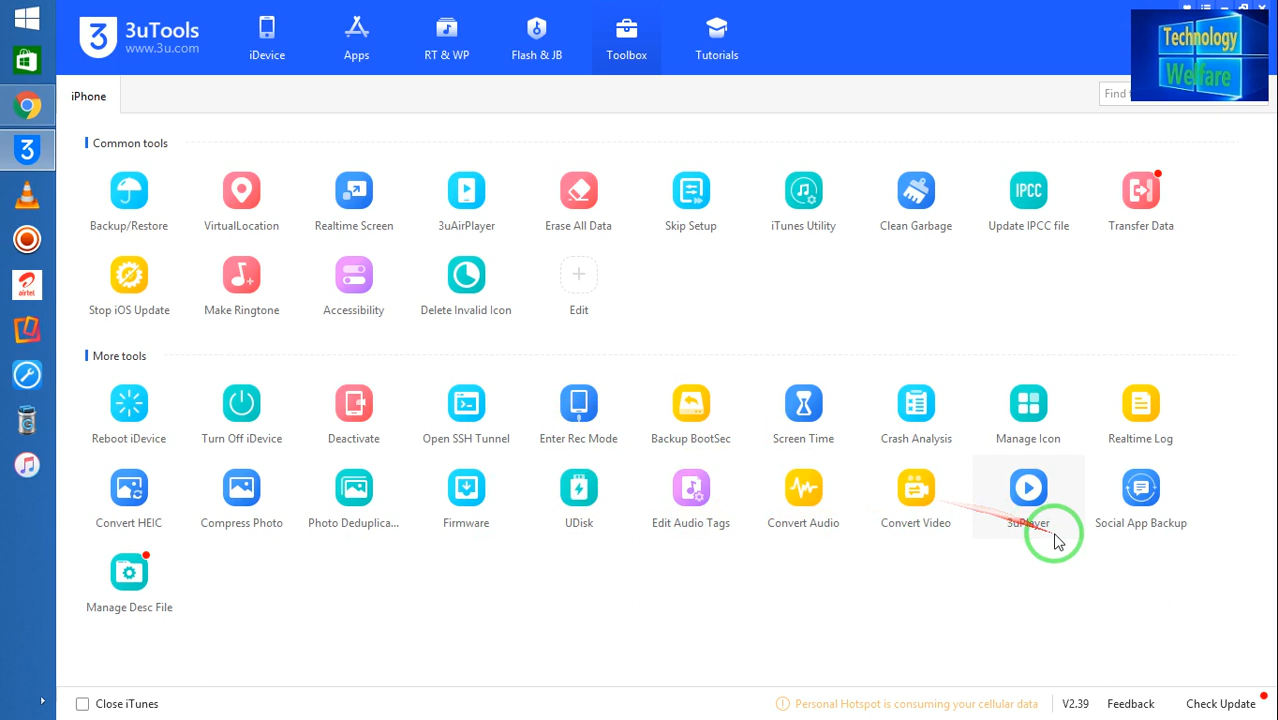 3 3uTools
www.3u.com
iDevice Apps RT & WP Flash & JB Toolbox Tutorials
Technology
Welfare
iPhone
Find
Common tools
IPCC
Backup/Restore VirtualLocation Realtime Screen 3uAirPlayer Erase All Data Skip Setup iTunes Utility Clean Garbage Update IPCC file Transfer Data
Stop iOS Update Make Ringtone Accessibility Delete Invalid Icon Edit
More tools
Reboot iDevice Turn Off iDevice Deactivate Open SSH Tunnel Enter Rec Mode Backup BootSec Screen Time Crash Analysis Manage Icon Realtime Log
Convert HEIC Compress Photo Photo Deduplica... Firmware UDisk Edit Audio Tags Convert Audio Convert Video 3uPlayer Social App Backup
Manage Desc File
airtel
Close iTunes Personal Hotspot is consuming your cellular data V2.39 Feedback Check Update